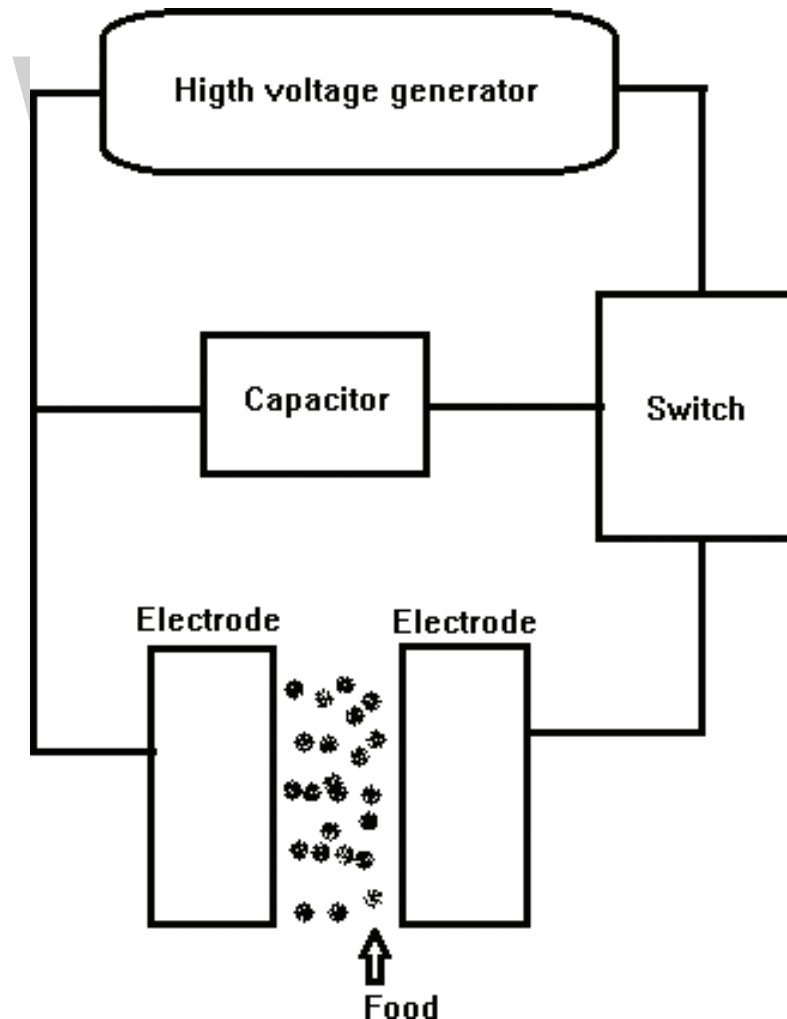 Higth voltage generator
Capacitor
Switch
Electrode
Electrode
Food